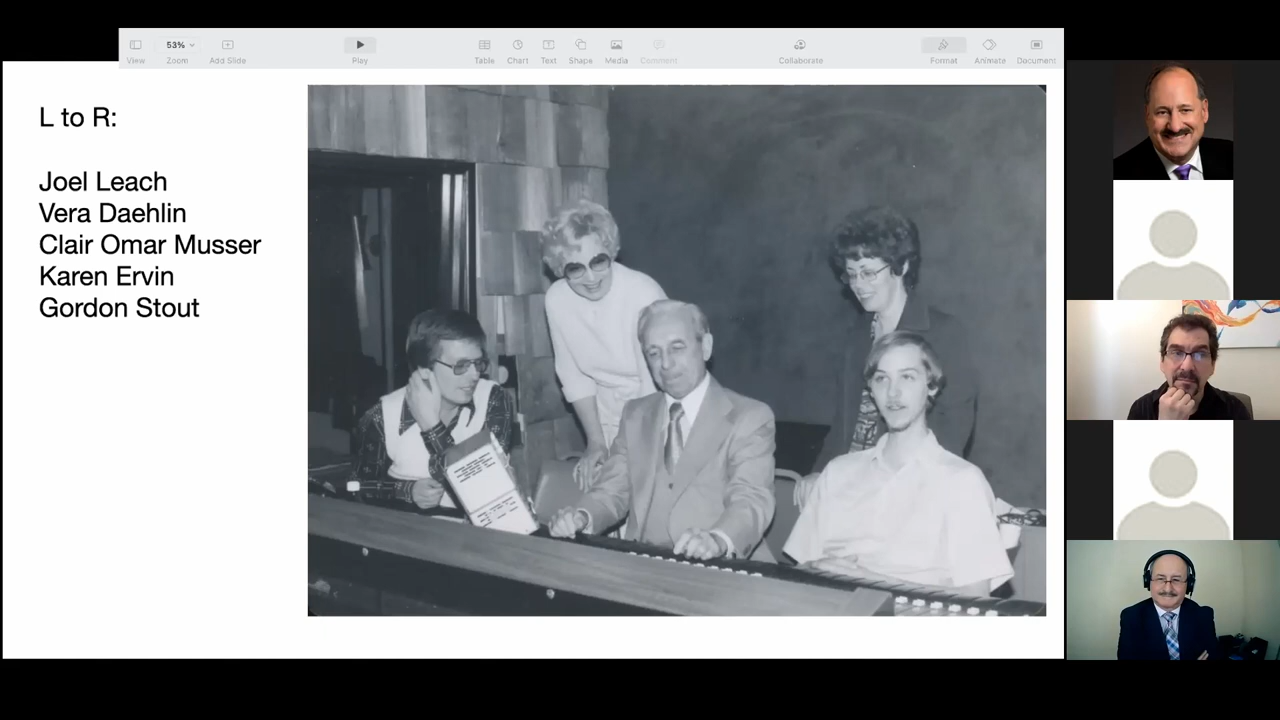 53%
View
Zoom
Add Slide
Play
Table
Chart
Text
Shape
Media
Comment
Collaborate
Format
Animate
Document
L to R:
Joel Leach
Vera Daehlin
Clair Omar Musser
Karen Ervin
Gordon Stout